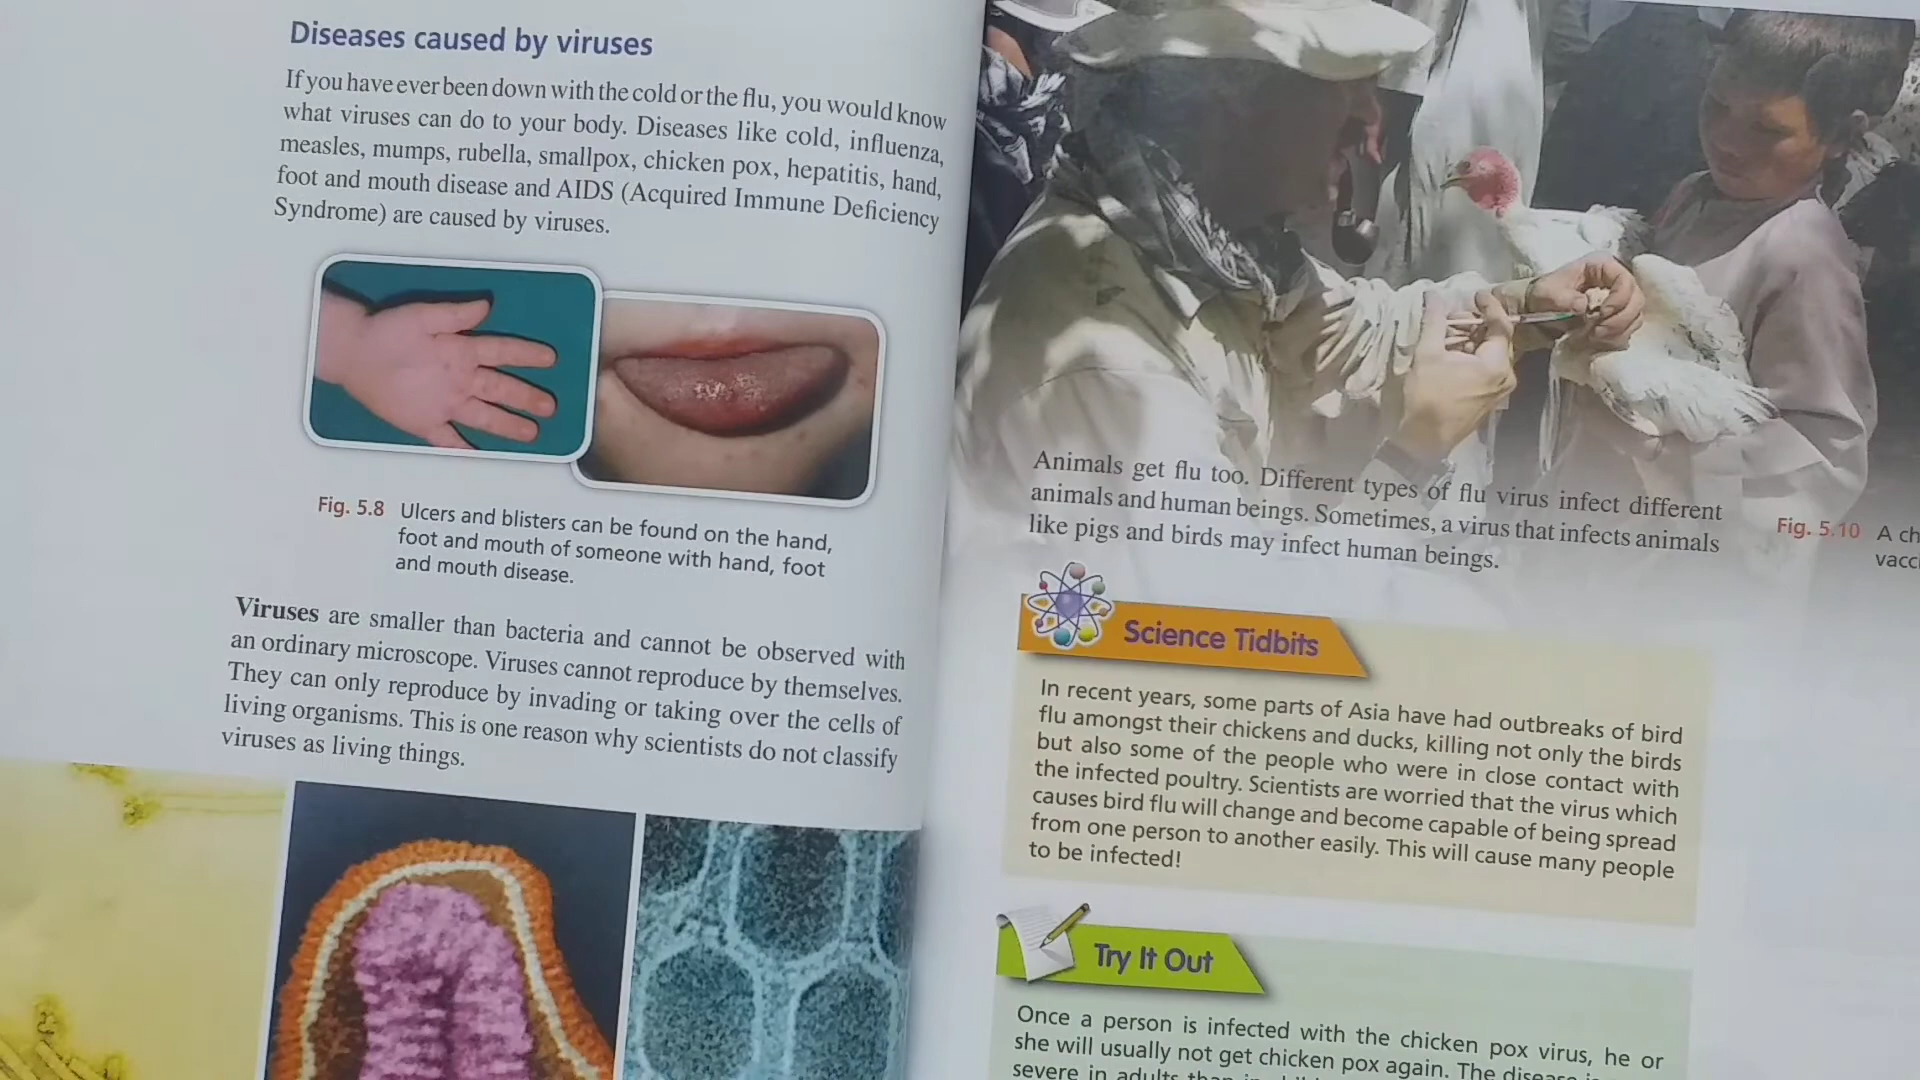 Diseases caused by viruses
If you have ever been down with the cold or the flu, you would know
what viruses can do to your body. Diseases like cold, influenza,
measles, mumps, rubella, smallpox, chicken pox, hepatitis, hand,
foot and mouth disease and AIDS (Acquired Immune Deficiency
Syndrome) are caused by viruses.
Fig. 5.8 Ulcers and blisters can be found on the hand,
foot and mouth of someone with hand, foot
and mouth disease.
Viruses are smaller than bacteria and cannot be observed with
an ordinary microscope. Viruses cannot reproduce by themselves.
They can only reproduce by invading or taking over the cells of
living organisms. This is one reason why scientists do not classify
viruses as living things.
Animals get flu too. Different types of flu virus infect different
animals and human beings. Sometimes, a virus that infects animals
like pigs and birds may infect human beings.
Fig. 5.10 A ch
vacci
Science Tidbits
In recent years, some parts of Asia have had outbreaks of bird
flu amongst their chickens and ducks, killing not only the birds
but also some of the people who were in close contact with
the infected poultry. Scientists are worried that the virus which
causes bird flu will change and become capable of being spread
from one person to another easily. This will cause many people
to be infected!
Try It Out
Once a person is infected with the chicken pox virus, he or
she will usually not get chicken pox again. The disease
severe in adults than in